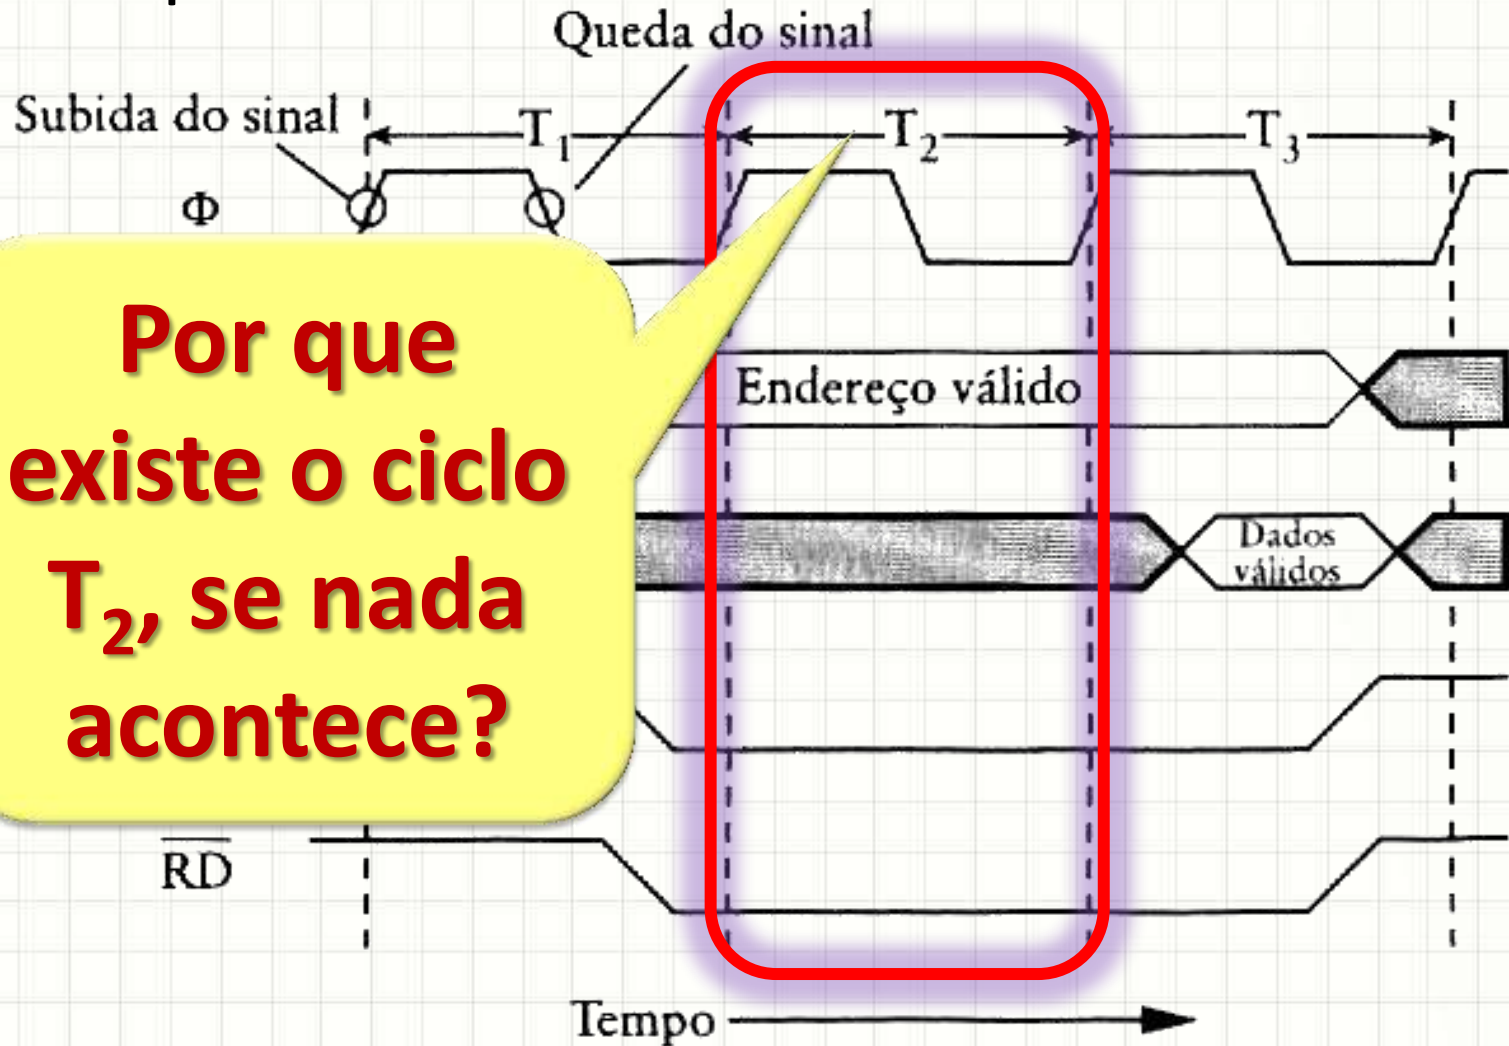 Queda do sinal
Subida do sinal
T₁
T₂
T₃
Φ
Por que
existe o ciclo
T₂, se nada
acontece?
Endereço válido
Dados
válidos
RD
Tempo